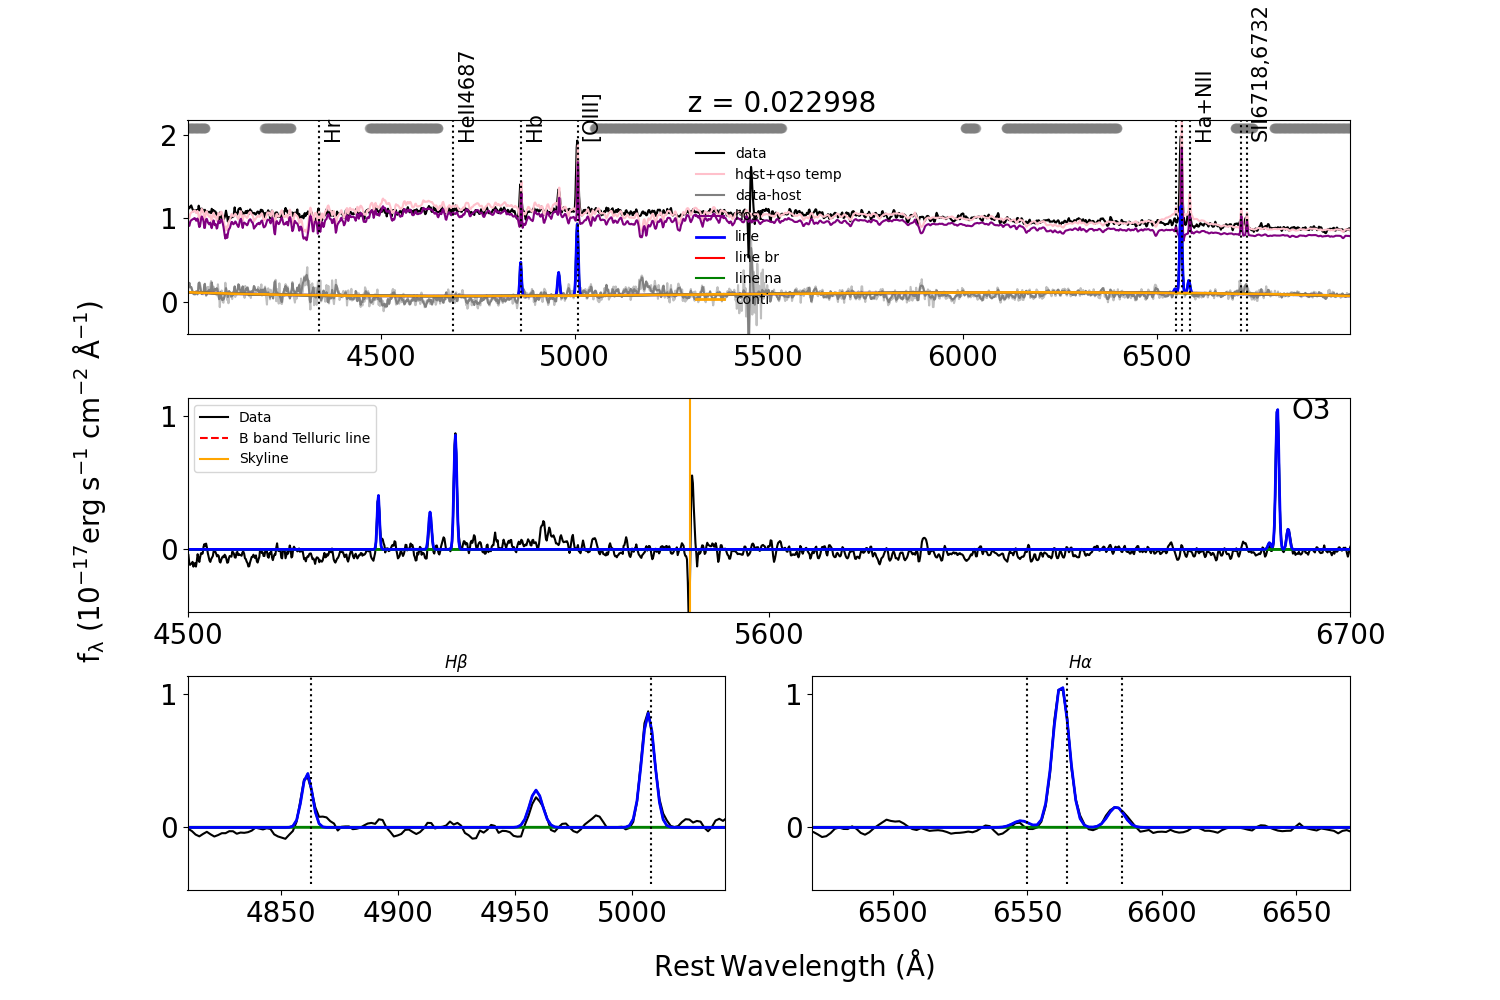 z = 0.022998
Hr
HeII4687
Hb
[OIII]
Ha+NII
SII6718,6732
2
1
0
data
host+qso temp
data-host
host
line
line br
line na
conti
4500
5000
5500
6000
6500
f_λ (10^{−17}erg s^{−1} cm^{−2} Å^{−1})
1
0
Data
B band Telluric line
Skyline
O3
4500
5600
6700
Hβ
1
0
4850
4900
4950
5000
Hα
1
0
6500
6550
6600
6650
Rest Wavelength (Å)